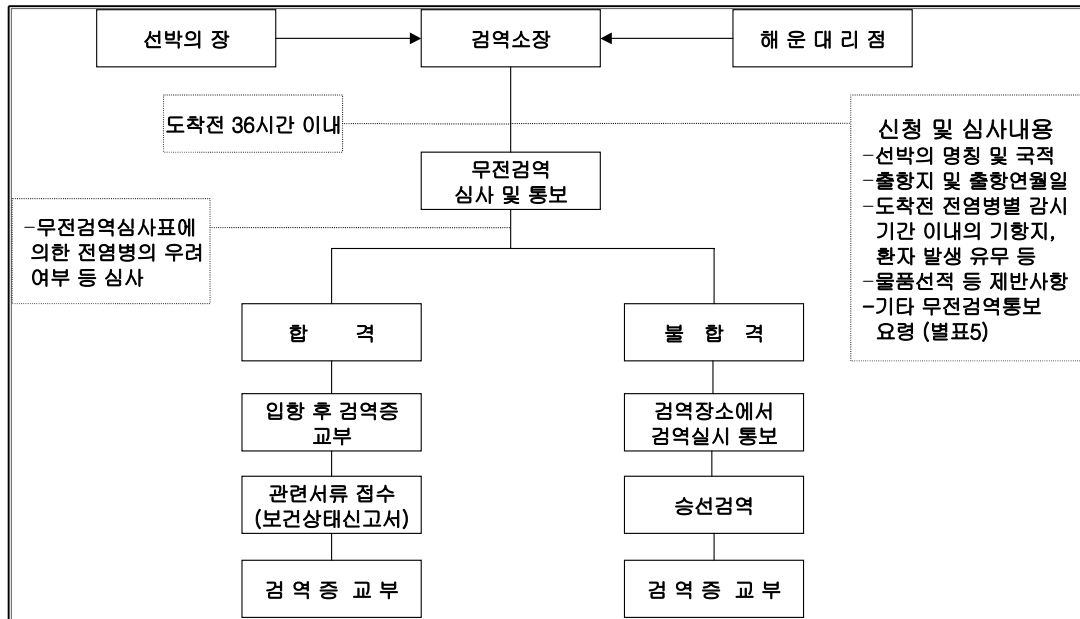 선박의 장
검역소장
해 운 대 리 점
도착전 36시간 이내
신청 및 심사내용
-선박의 명칭 및 국적
-출항지 및 출항연월일
-도착전 전염병별 감시
기간 이내의 기항지,
환자 발생 유무 등
-물품선적 등 제반사항
-기타 무전검역통보
요령 (별표5)
무전검역
심사 및 통보
-무전검역심사표에
의한 전염병의 우려
여부 등 심사
합 격
불 합 격
입항 후 검역증
교부
검역장소에서
검역실시 통보
관련서류 접수
(보건상태신고서)
승선검역
검 역 증 교 부
검 역 증 교 부